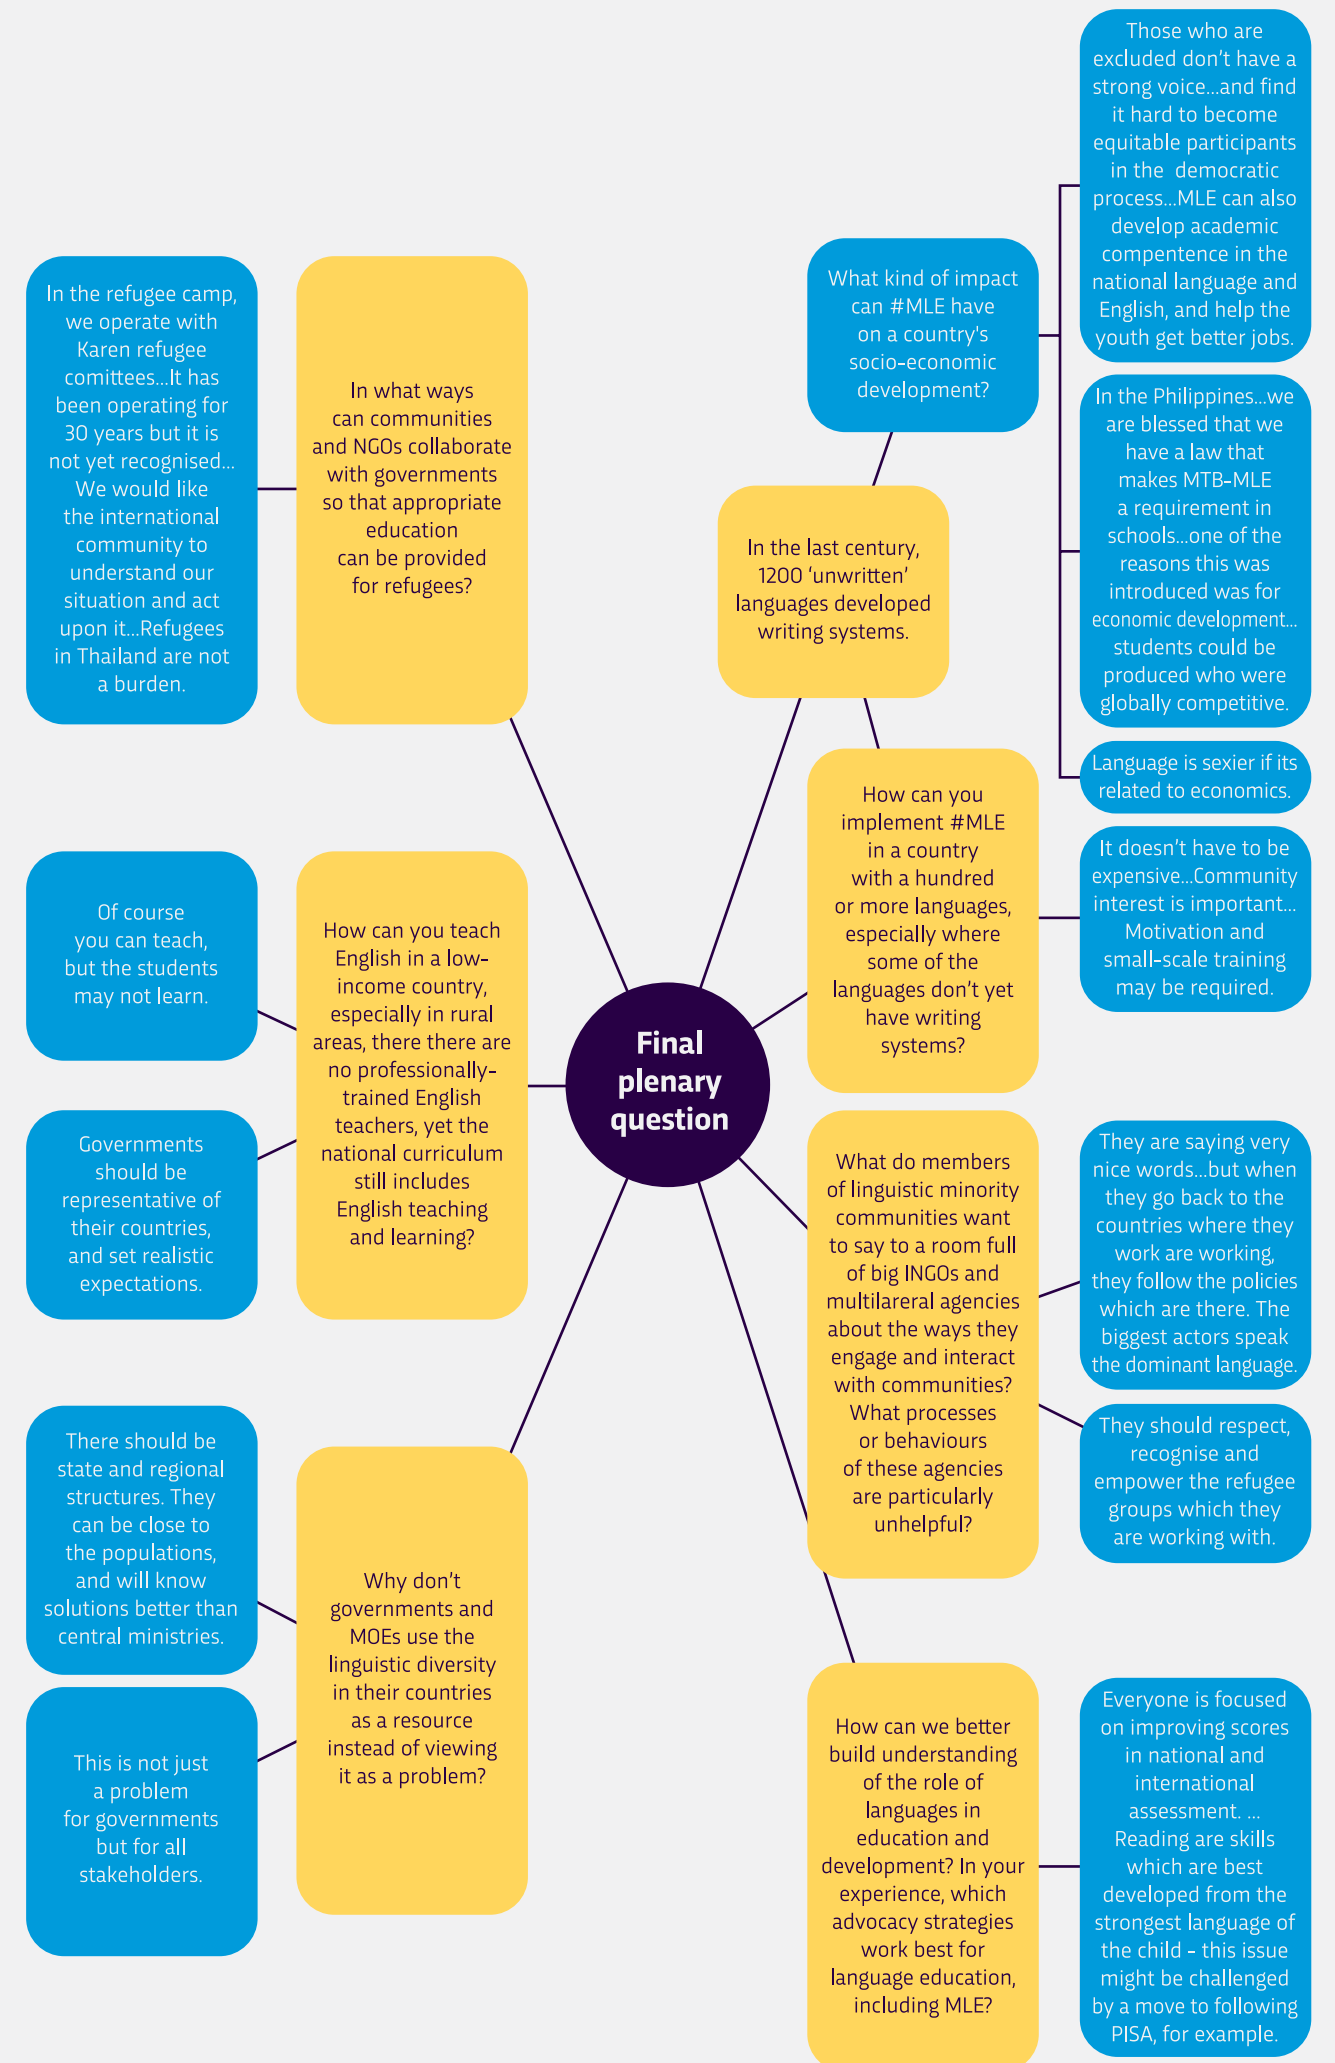 Those who are
excluded don't have a
strong voice...and find
it hard to become
equitable participants
in the democratic
process...MLE can also
develop academic
compentence in the
national language and
English, and help the
youth get better jobs.
What kind of impact
can #MLE have
on a country's
socio-economic
development?
In the refugee camp,
we operate with
Karen refugee
comittees...It has
been operating for
30 years but it is
not yet recognised...
We would like
the international
community to
understand our
situation and act
upon it...Refugees
in Thailand are not
a burden.
In what ways
can communities
and NGOs collaborate
with governments
so that appropriate
education
can be provided
for refugees?
In the Philippines...we
are blessed that we
have a law that
makes MTB-MLE
a requirement in
schools...one of the
reasons this was
introduced was for
economic development...
students could be
produced who were
globally competitive.
In the last century,
1200 ‘unwritten’
languages developed
writing systems.
Language is sexier if its
related to economics.
How can you
implement #MLE
in a country
with a hundred
or more languages,
especially where
some of the
languages don't yet
have writing
systems?
It doesn't have to be
expensive...Community
interest is important...
Motivation and
small-scale training
may be required.
Of course
you can teach,
but the students
may not learn.
How can you teach
English in a low-
income country,
especially in rural
areas, there there are
no professionally-
trained English
teachers, yet the
national curriculum
still includes
English teaching
and learning?
Governments
should be
representative of
their countries,
and set realistic
expectations.
Final
plenary
question
What do members
of linguistic minority
communities want
to say to a room full
of big INGOs and
multilareral agencies
about the ways they
engage and interact
with communities?
What processes
or behaviours
of these agencies
are particularly
unhelpful?
They are saying very
nice words...but when
they go back to the
countries where they
work are working,
they follow the policies
which are there. The
biggest actors speak
the dominant language.
They should respect,
recognise and
empower the refugee
groups which they
are working with.
There should be
state and regional
structures. They
can be close to
the populations,
and will know
solutions better than
central ministries.
Why don't
governments and
MOEs use the
linguistic diversity
in their countries
as a resource
instead of viewing
it as a problem?
This is not just
a problem
for governments
but for all
stakeholders.
How can we better
build understanding
of the role of
languages in
education and
development? In your
experience, which
advocacy strategies
work best for
language education,
including MLE?
Everyone is focused
on improving scores
in national and
international
assessment. ...
Reading are skills
which are best
developed from the
strongest language of
the child - this issue
might be challenged
by a move to following
PISA, for example.